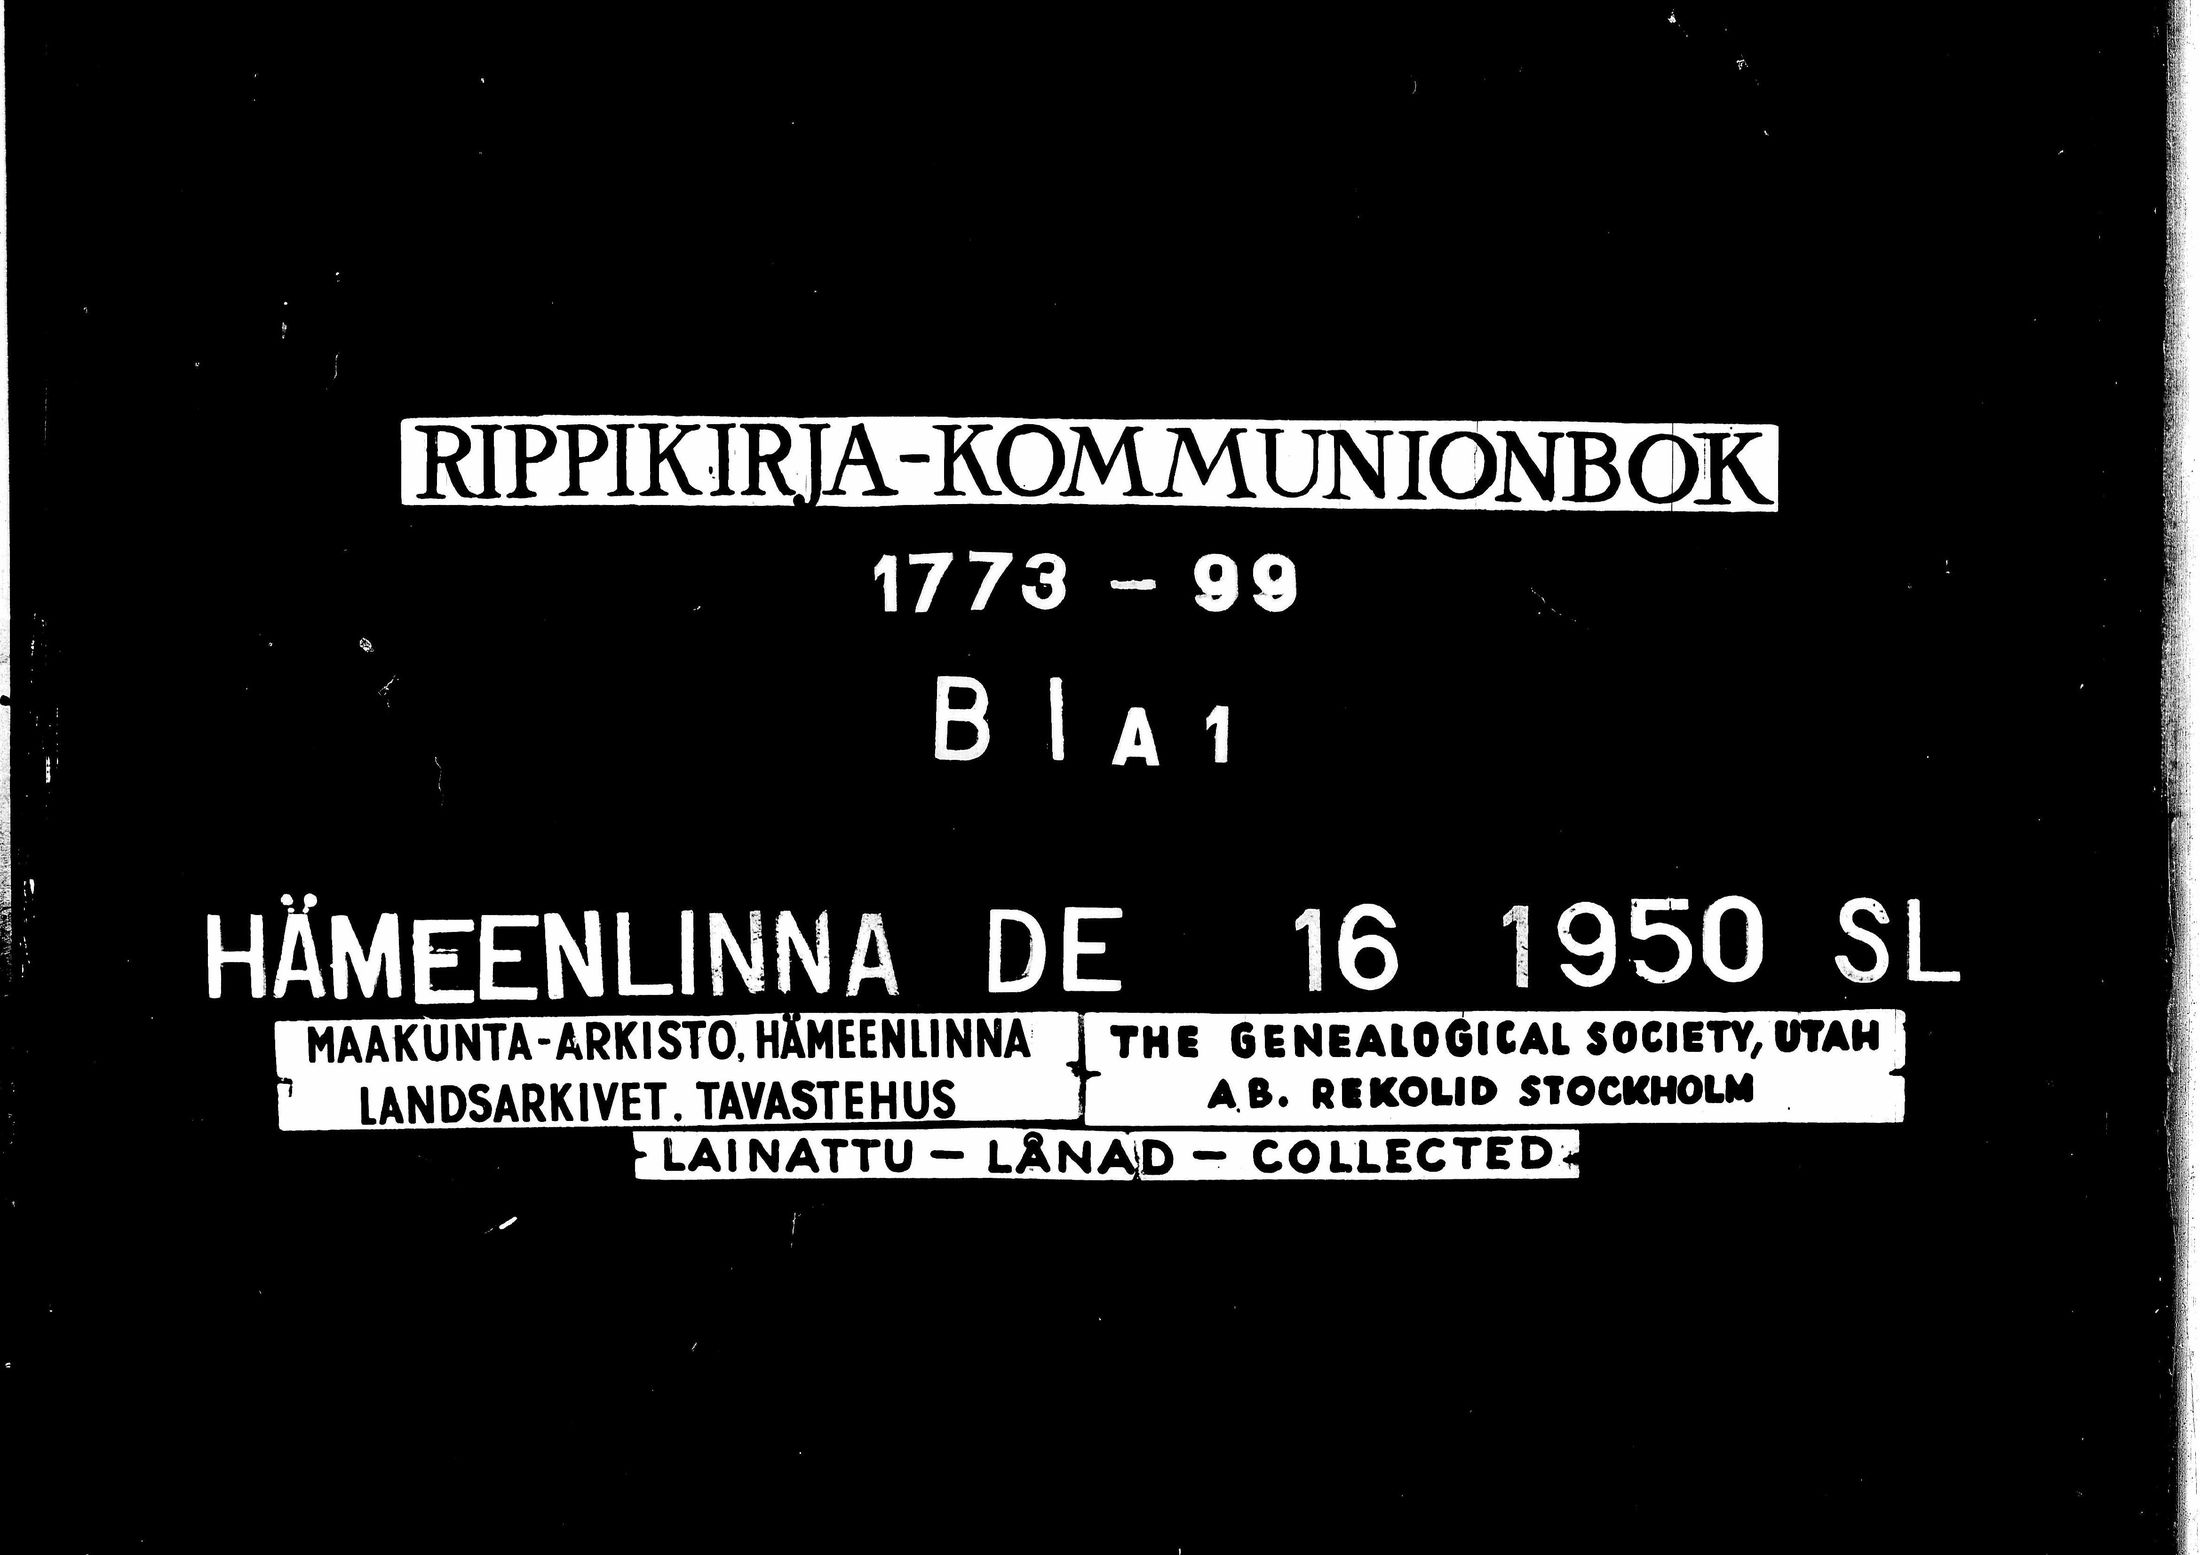 RIPPIKIRJA-KOMMUNIONBOK
1773 - 99
B I A 1
HÄMEENLINNA DE 16 1950 SL
MAAKUNTA-ARKISTO, HÄMEENLINNA
LANDSARKIVET. TAVASTEHUS
THE GENEALOGICAL SOCIETY, UTAH
A.B. REKOLID STOCKHOLM
LAINATTU - LÅNAD - COLLECTED